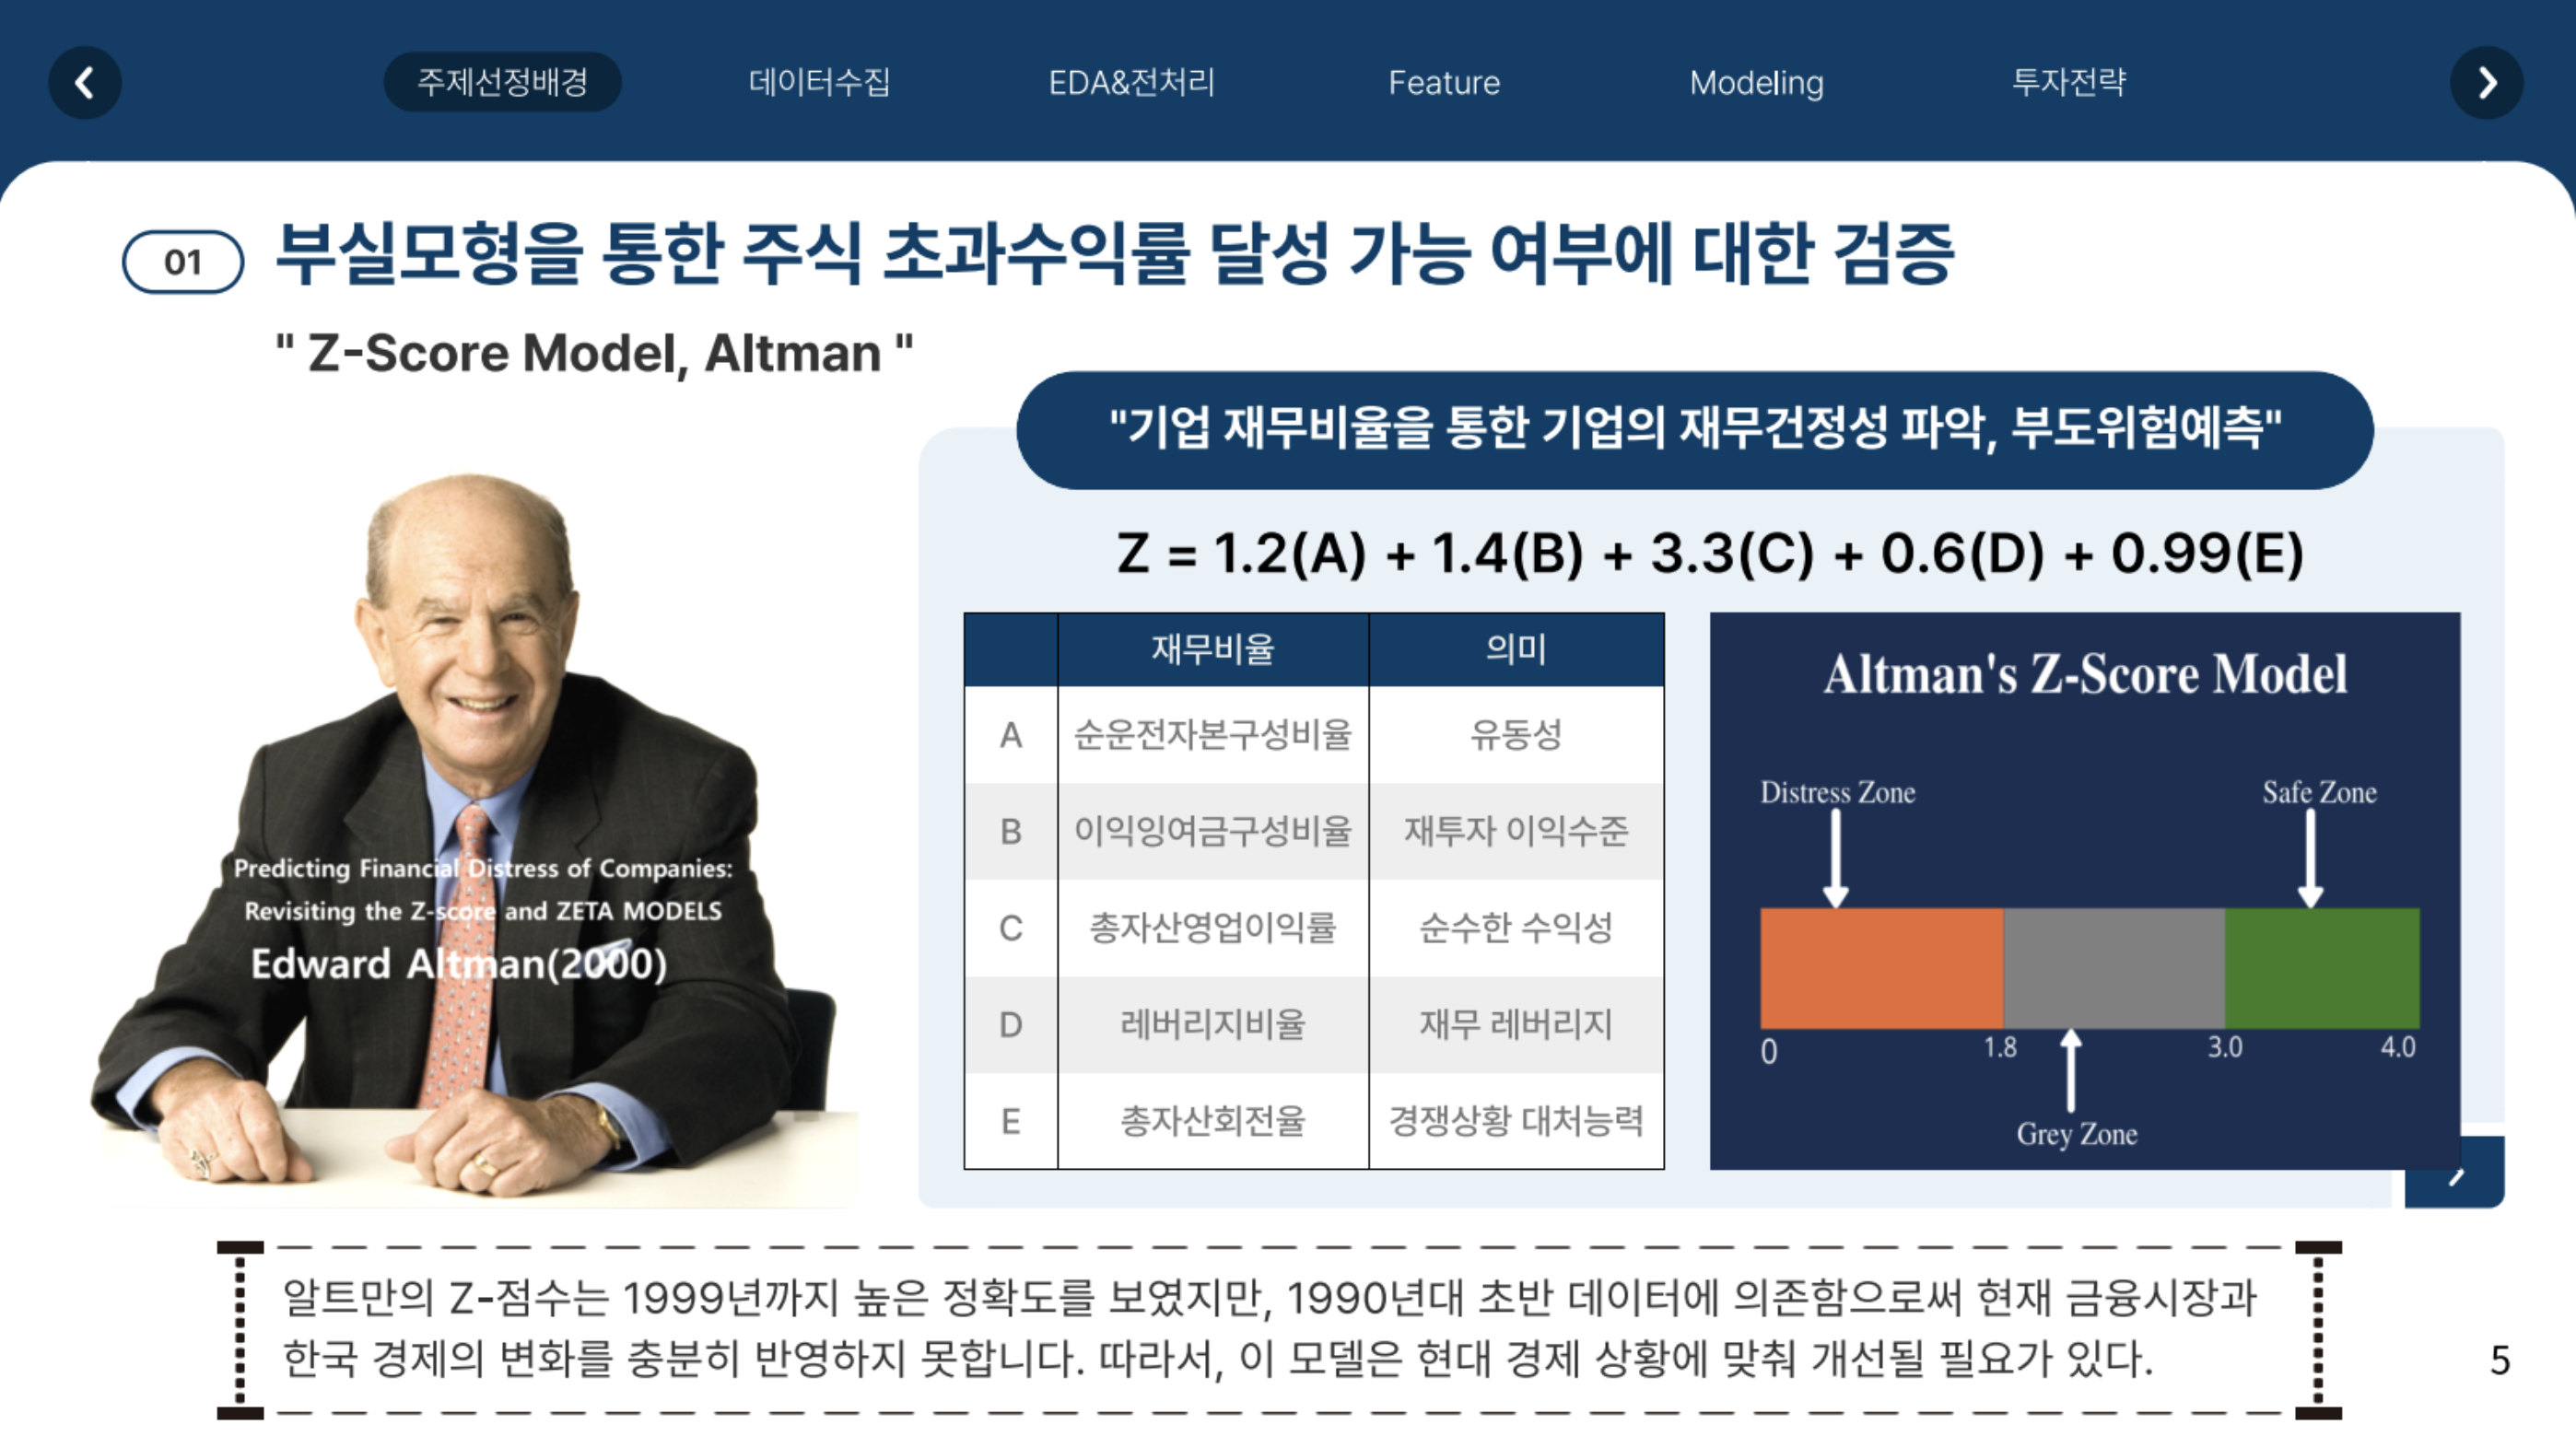 주제선정배경
데이터수집
EDA&전처리
Feature
Modeling
투자전략
01
부실모형을 통한 주식 초과수익률 달성 가능 여부에 대한 검증
" Z-Score Model, Altman "
"기업 재무비율을 통한 기업의 재무건정성 파악, 부도위험예측"
Z = 1.2(A) + 1.4(B) + 3.3(C) + 0.6(D) + 0.99(E)
재무비율 의미
A 순운전자본구성비율 유동성
B 이익잉여금구성비율 재투자 이익수준
C 총자산영업이익률 순수한 수익성
D 레버리지비율 재무 레버리지
E 총자산회전율 경쟁상황 대처능력
Altman's Z-Score Model
Distress Zone
Safe Zone
0 1.8 3.0 4.0
Grey Zone
Predicting Financial Distress of Companies:
Revisiting the Z-score and ZETA MODELS
Edward Altman(2000)
알트만의 Z-점수는 1999년까지 높은 정확도를 보였지만, 1990년대 초반 데이터에 의존함으로써 현재 금융시장과
한국 경제의 변화를 충분히 반영하지 못합니다. 따라서, 이 모델은 현대 경제 상황에 맞춰 개선될 필요가 있다.
5